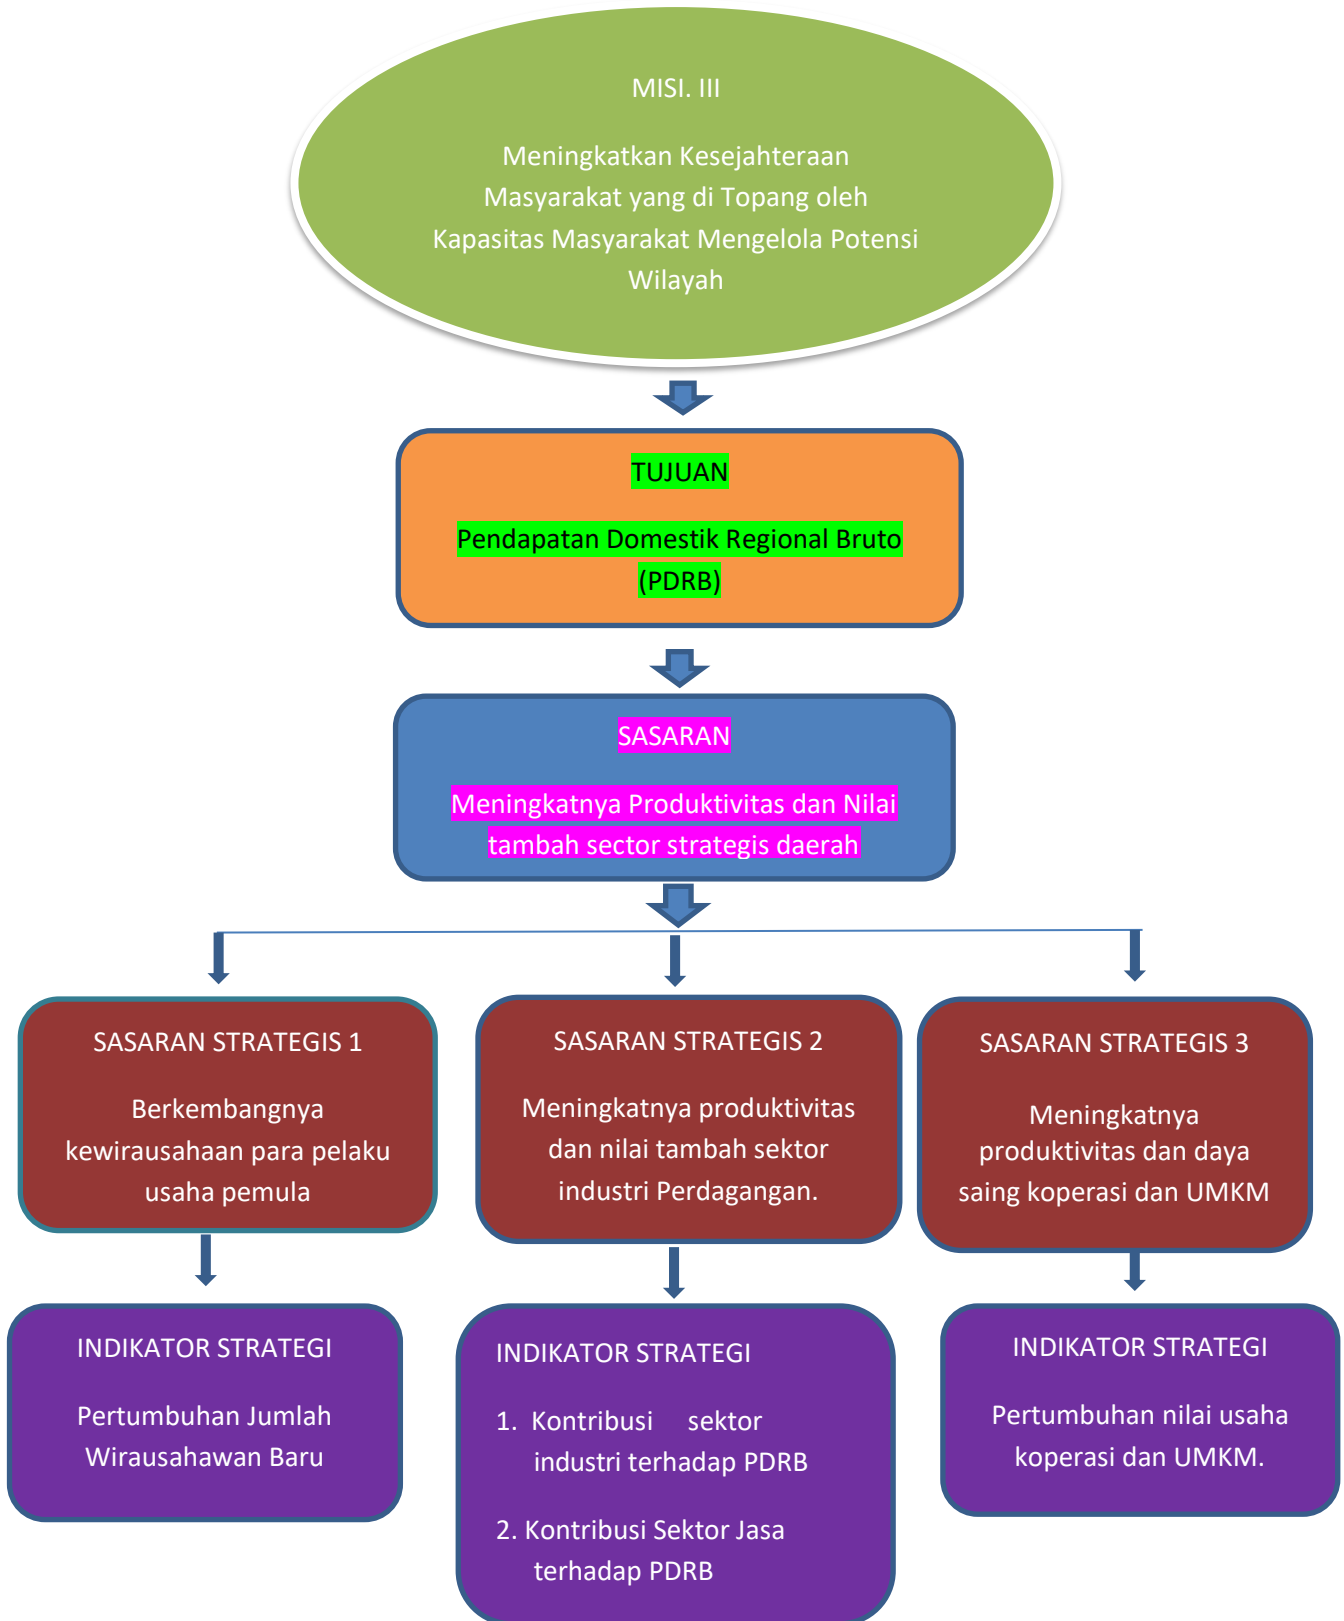 MISI. III
Meningkatkan Kesejahteraan
Masyarakat yang di Topang oleh
Kapasitas Masyarakat Mengelola Potensi
Wilayah
TUJUAN
Pendapatan Domestik Regional Bruto
(PDRB)
SASARAN
Meningkatnya Produktivitas dan Nilai
tambah sector strategis daerah
SASARAN STRATEGIS 1
Berkembangnya
kewirausahaan para pelaku
usaha pemula
SASARAN STRATEGIS 2
Meningkatnya produktivitas
dan nilai tambah sektor
industri Perdagangan.
SASARAN STRATEGIS 3
Meningkatnya
produktivitas dan daya
saing koperasi dan UMKM
INDIKATOR STRATEGI
Pertumbuhan Jumlah
Wirausahawan Baru
INDIKATOR STRATEGI
1. Kontribusi sektor
industri terhadap PDRB
2. Kontribusi Sektor Jasa
terhadap PDRB
INDIKATOR STRATEGI
Pertumbuhan nilai usaha
koperasi dan UMKM.